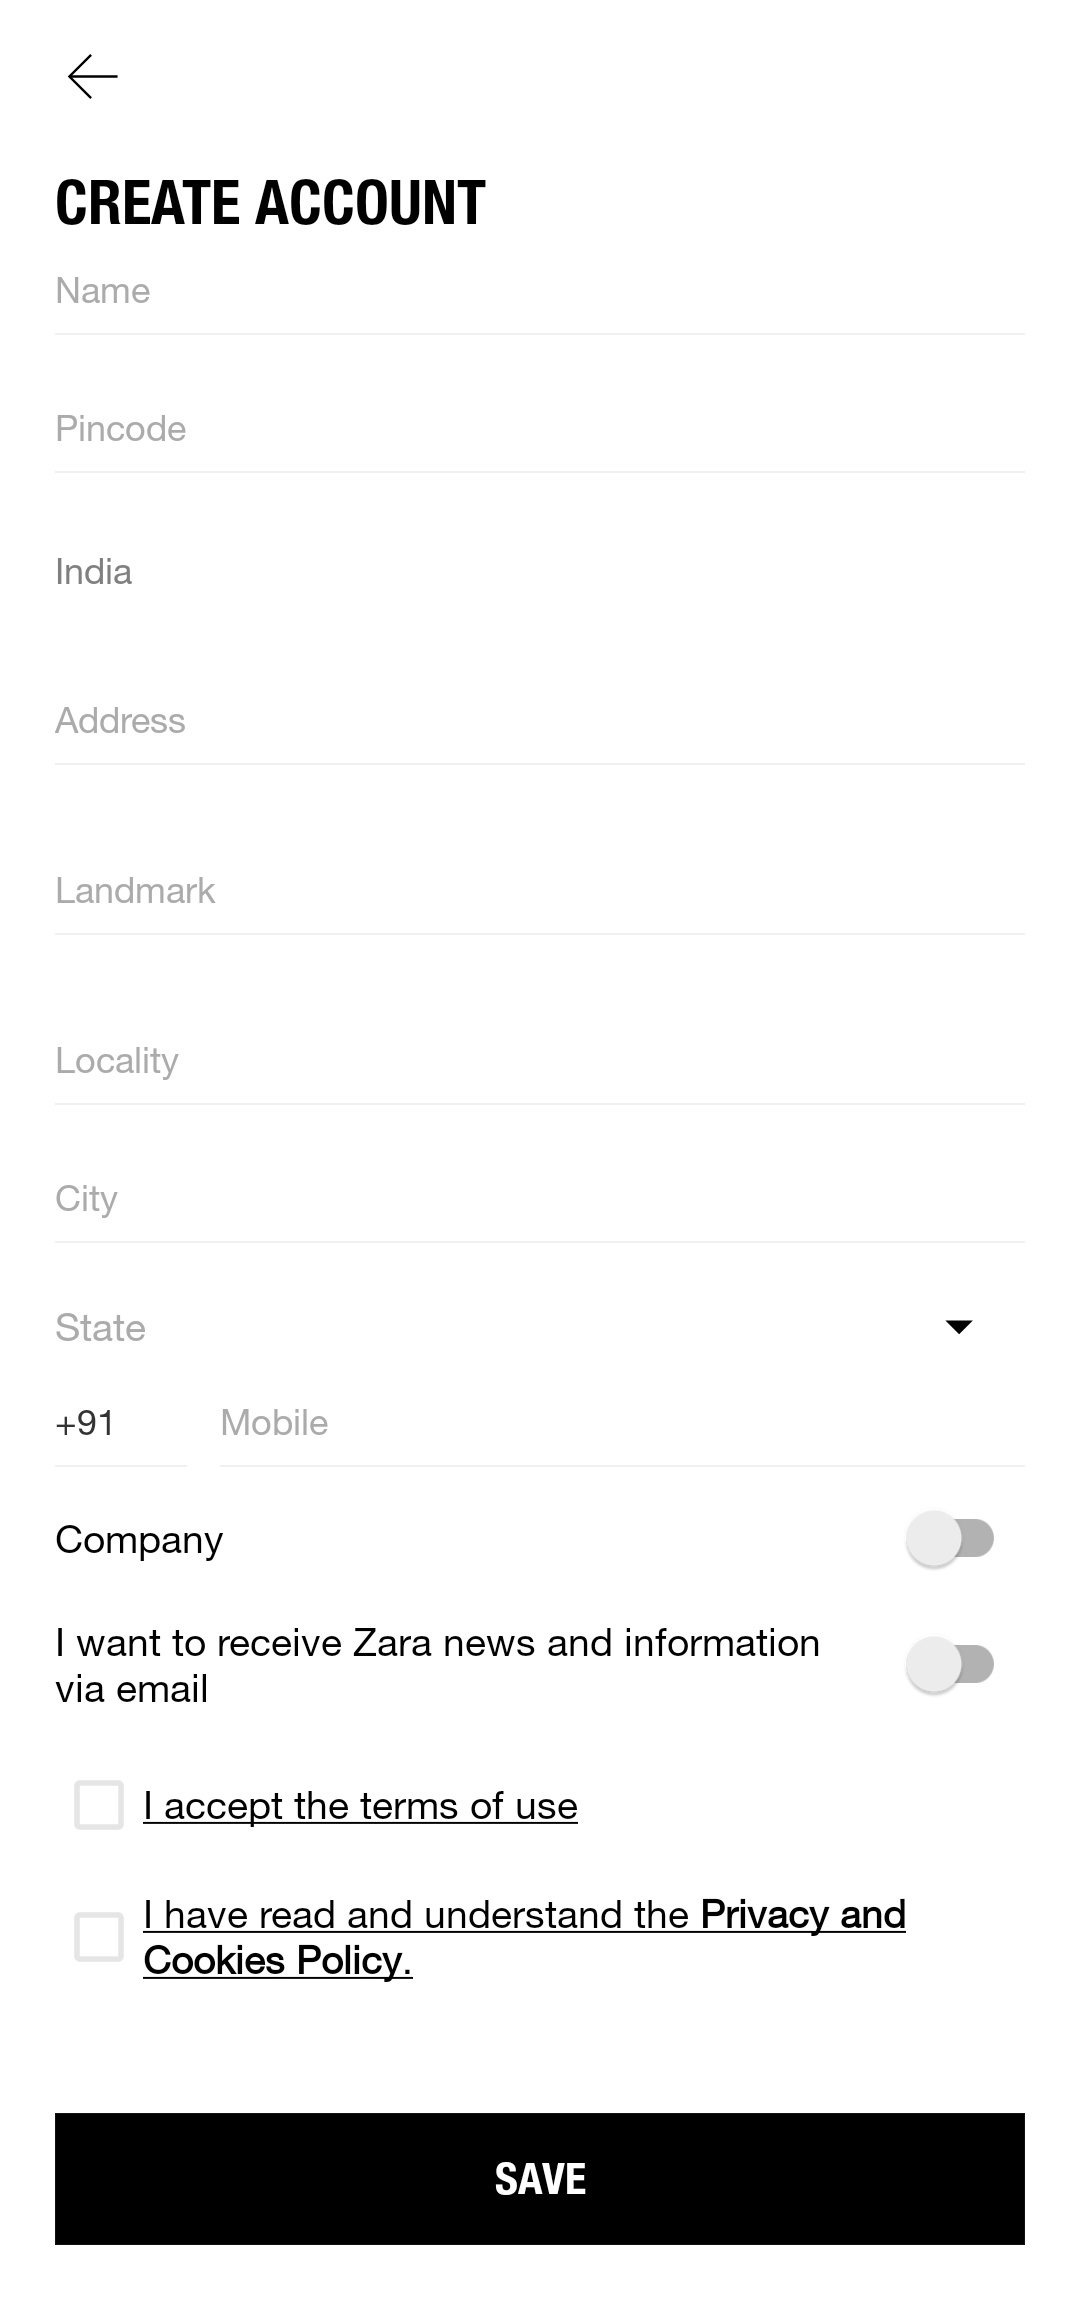 CREATE ACCOUNT
Name
Pincode
India
Address
Landmark
Locality
City
State
+91 Mobile
Company
I want to receive Zara news and information
via email
I accept the terms of use
I have read and understand the Privacy and
Cookies Policy.
SAVE